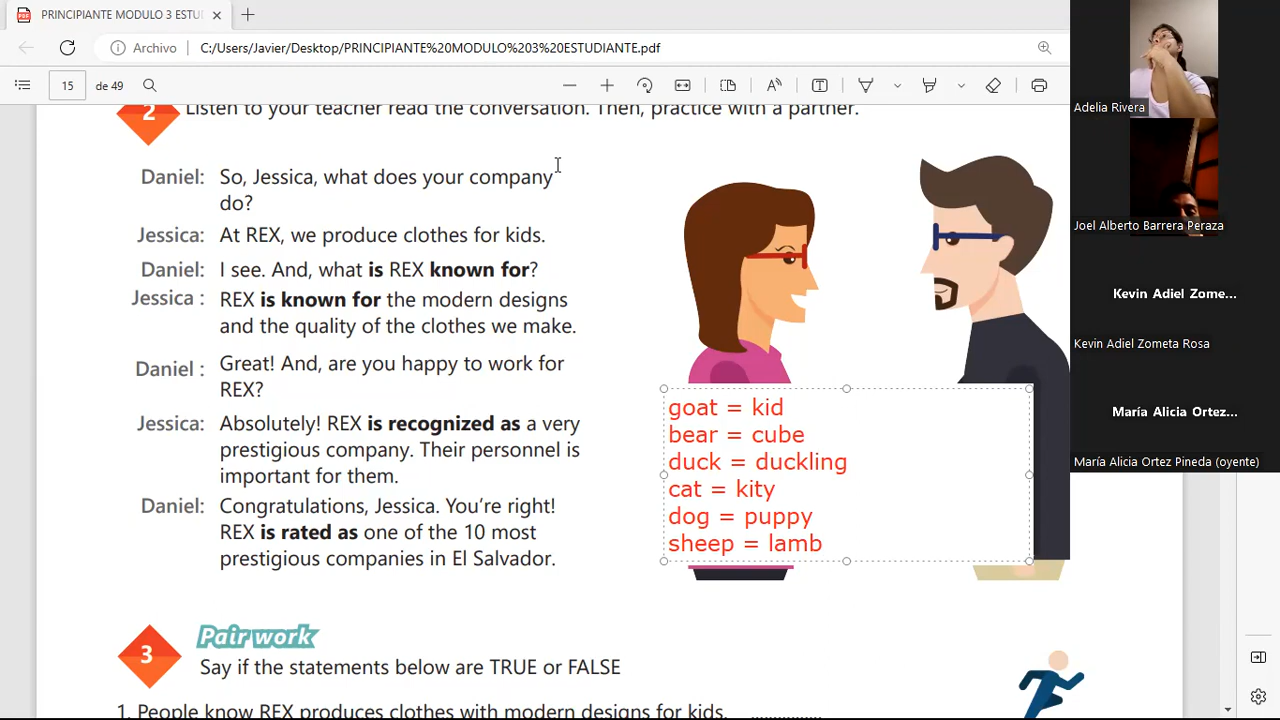 PRINCIPIANTE MODULO 3 ESTU
Archivo
C:/Users/Javier/Desktop/PRINCIPIANTE%20MODULO%203%20ESTUDIANTE.pdf
15
de 49
2
Listen to your teacher read the conversation. Then, practice with a partner.
Daniel: So, Jessica, what does your company
do?
Jessica: At REX, we produce clothes for kids.
Daniel: I see. And, what is REX known for?
Jessica : REX is known for the modern designs
and the quality of the clothes we make.
Daniel : Great! And, are you happy to work for
REX?
Jessica: Absolutely! REX is recognized as a very
prestigious company. Their personnel is
important for them.
Daniel: Congratulations, Jessica. You're right!
REX is rated as one of the 10 most
prestigious companies in El Salvador.
goat = kid
bear = cube
duck = duckling
cat = kity
dog = puppy
sheep = lamb
3
Pair work
Say if the statements below are TRUE or FALSE
1. People know REX produces clothes with modern designs for kids. ..............
Adelia Rivera
Joel Alberto Barrera Peraza
Kevin Adiel Zome...
Kevin Adiel Zometa Rosa
María Alicia Ortez...
María Alicia Ortez Pineda (oyente)